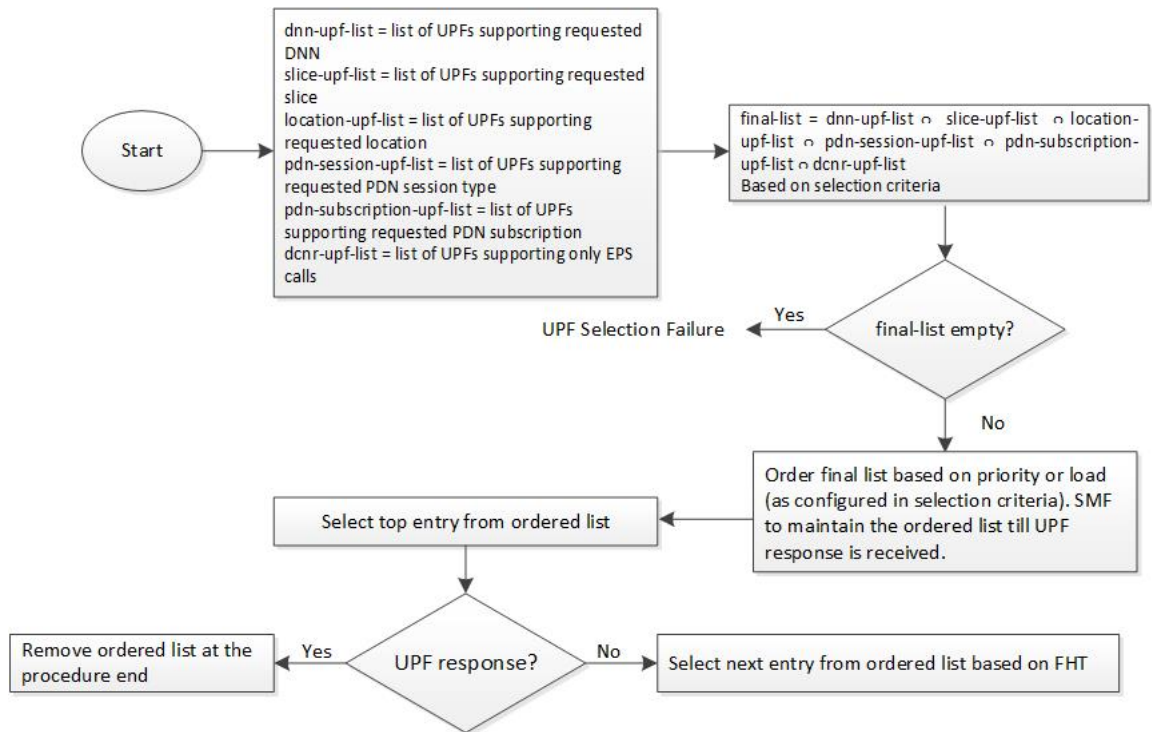 Start
dnn-upf-list = list of UPFs supporting requested
DNN
slice-upf-list = list of UPFs supporting requested
slice
location-upf-list = list of UPFs supporting
requested location
pdn-session-upf-list = list of UPFs supporting
requested PDN session type
pdn-subscription-upf-list = list of UPFs
supporting requested PDN subscription
dcnr-upf-list = list of UPFs supporting only EPS
calls
final-list = dnn-upf-list ∩ slice-upf-list ∩ location-
upf-list ∩ pdn-session-upf-list ∩ pdn-subscription-
upf-list ∩ dcnr-upf-list
Based on selection criteria
final-list empty?
Yes
UPF Selection Failure
No
Order final list based on priority or load
(as configured in selection criteria). SMF
to maintain the ordered list till UPF
response is received.
Select top entry from ordered list
UPF response?
Yes
Remove ordered list at the
procedure end
No
Select next entry from ordered list based on FHT